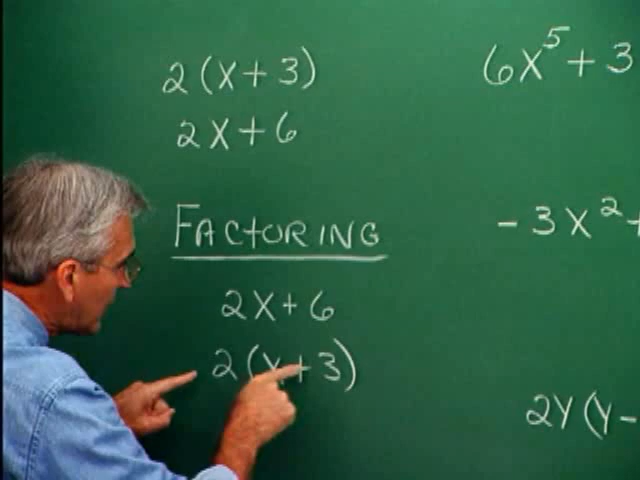 2(X+3)
2X+6
FACTORING
2X+6
2(X+3)
6X⁵+3
-3X²+
2Y(Y-